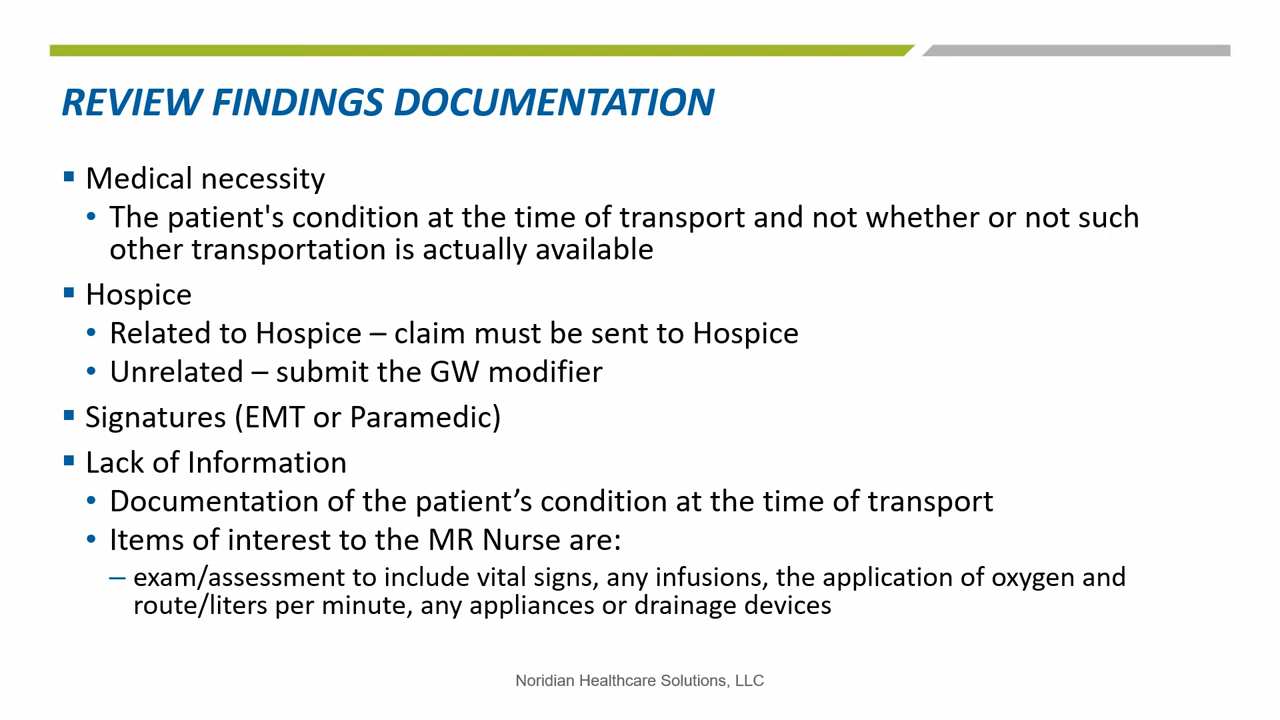 REVIEW FINDINGS DOCUMENTATION
▪ Medical necessity
• The patient's condition at the time of transport and not whether or not such
other transportation is actually available
▪ Hospice
• Related to Hospice – claim must be sent to Hospice
• Unrelated – submit the GW modifier
▪ Signatures (EMT or Paramedic)
▪ Lack of Information
• Documentation of the patient’s condition at the time of transport
• Items of interest to the MR Nurse are:
– exam/assessment to include vital signs, any infusions, the application of oxygen and
route/liters per minute, any appliances or drainage devices
Noridian Healthcare Solutions, LLC